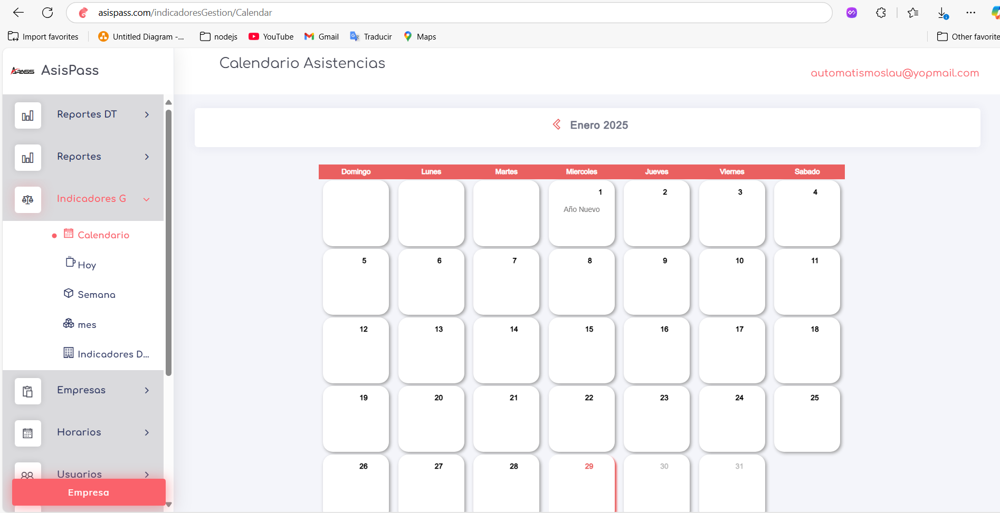 asispass.com/indicadoresGestion/Calendar
Import favorites
Untitled Diagram -...
nodejs
YouTube
Gmail
Traducir
Maps
Other favorite
APASS
AsisPass
Calendario Asistencias
automatismoslau@yopmail.com
Reportes DT
Reportes
Indicadores G
Calendario
Hoy
Semana
mes
Indicadores D...
Empresas
Horarios
Usuarios
Empresa
Enero 2025
Domingo Lunes Martes Miercoles Jueves Viernes Sabado
1 2 3 4
Año Nuevo
5 6 7 8 9 10 11
12 13 14 15 16 17 18
19 20 21 22 23 24 25
26 27 28 29 30 31